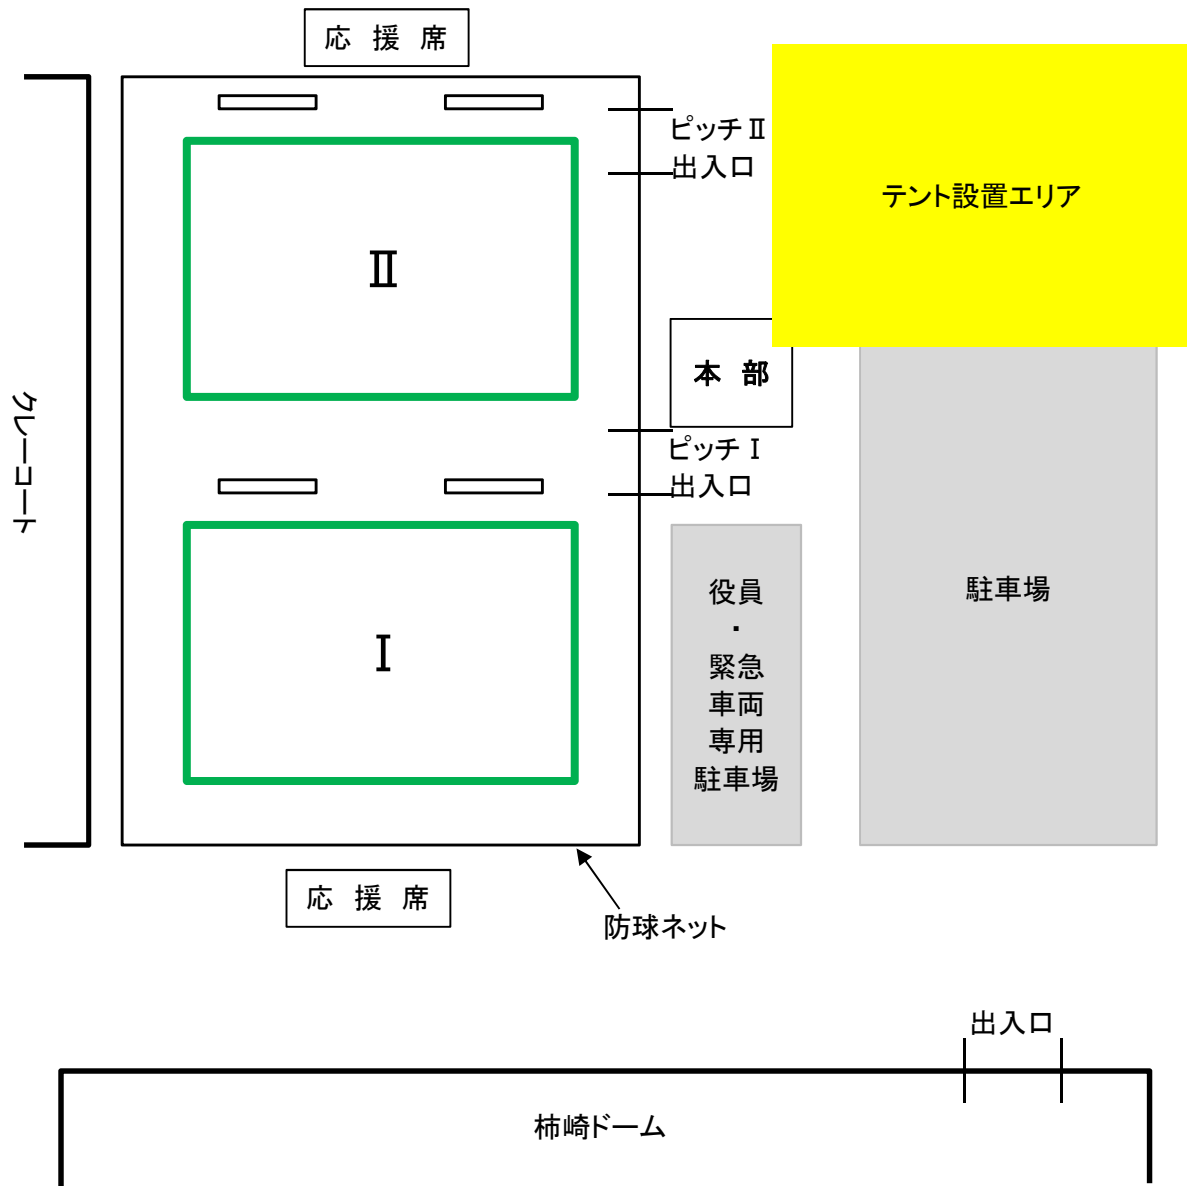 応 援 席
ピッチⅡ
出入口
テント設置エリア
Ⅱ
本 部
クレーコート
ピッチⅠ
出入口
Ⅰ
役員
・
緊急
車両
専用
駐車場
駐車場
応 援 席
防球ネット
出入口
柿崎ドーム